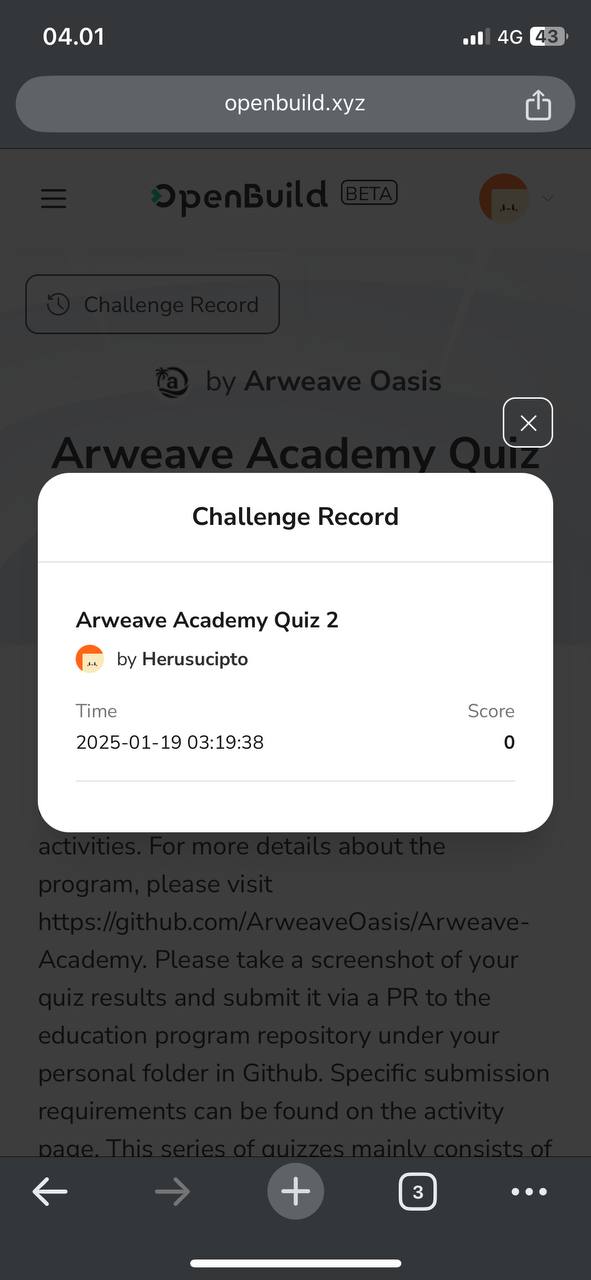 04.01
4G 43
openbuild.xyz
OpenBuild BETA
Challenge Record
by Arweave Oasis
Arweave Academy Quiz
Challenge Record
Arweave Academy Quiz 2
by Herusucipto
Time Score
2025-01-19 03:19:38 0
activities. For more details about the
program, please visit
https://github.com/ArweaveOasis/Arweave-
Academy. Please take a screenshot of your
quiz results and submit it via a PR to the
education program repository under your
personal folder in Github. Specific submission
requirements can be found on the activity
page. This series of quizzes mainly consists of
3